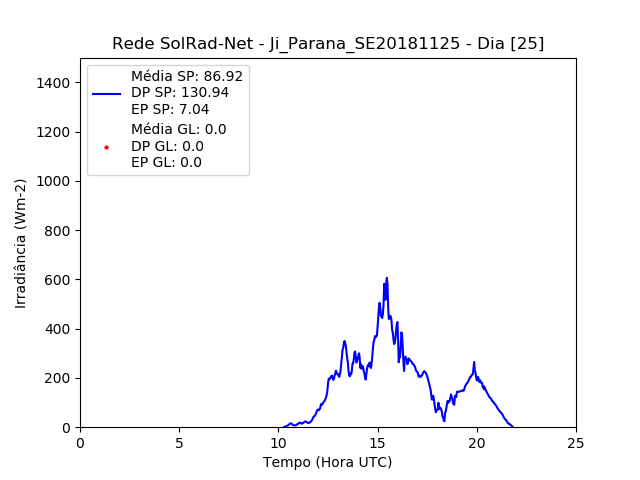 Rede SolRad-Net - Ji_Parana_SE20181125 - Dia [25]
Média SP: 86.92
DP SP: 130.94
EP SP: 7.04
Média GL: 0.0
DP GL: 0.0
EP GL: 0.0
Irradiância (Wm-2)
1400
1200
1000
800
600
400
200
0
0 5 10 15 20 25
Tempo (Hora UTC)